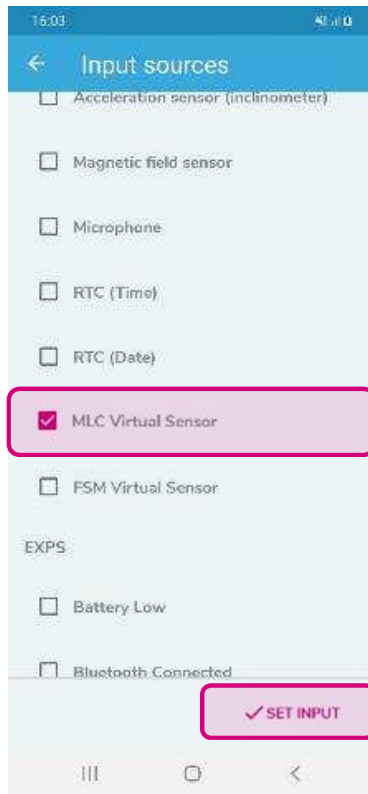 16:03
Input sources
Acceleration sensor (inclinometer)
Magnetic field sensor
Microphone
RTC (Time)
RTC (Date)
MLC Virtual Sensor
FSM Virtual Sensor
EXPS
Battery Low
Bluetooth Connected
SET INPUT